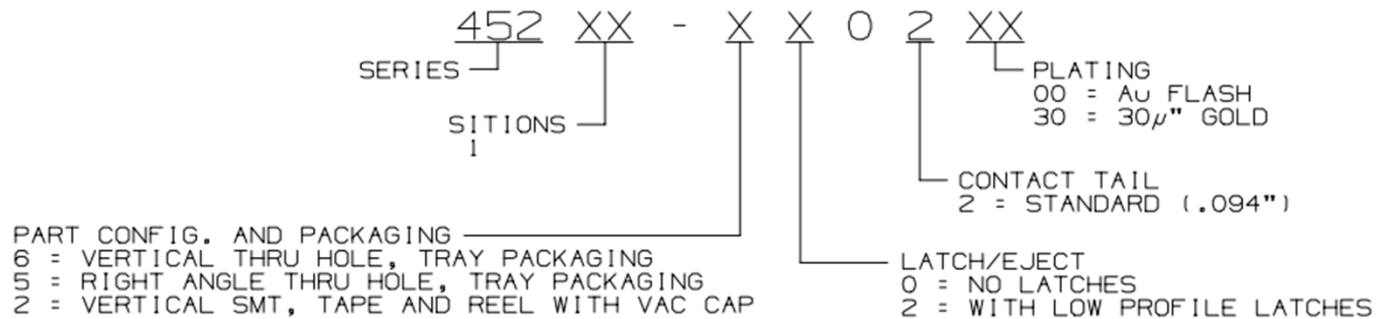 452 XX - X X 0 2 XX
SERIES
PLATING
00 = Au FLASH
30 = 30µ" GOLD
SITIONS
1
CONTACT TAIL
2 = STANDARD (.094")
PART CONFIG. AND PACKAGING
6 = VERTICAL THRU HOLE, TRAY PACKAGING
5 = RIGHT ANGLE THRU HOLE, TRAY PACKAGING
2 = VERTICAL SMT, TAPE AND REEL WITH VAC CAP
LATCH/EJECT
0 = NO LATCHES
2 = WITH LOW PROFILE LATCHES